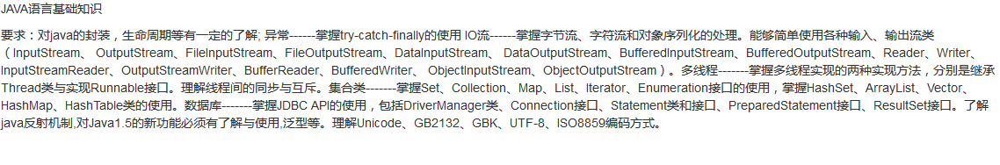 JAVA语言基础知识
要求：对java的封装，生命周期等有一定的了解; 异常------掌握try-catch-finally的使用 IO流------掌握字节流、字符流和对象序列化的处理。能够简单使用各种输入、输出流类
（InputStream、 OutputStream、FileInputStream、FileOutputStream、DataInputStream、 DataOutputStream、BufferedInputStream、BufferedOutputStream、Reader、Writer、
InputStreamReader、OutputStreamWriter、BufferReader、BufferedWriter、 ObjectInputStream、ObjectOutputStream）。多线程-------掌握多线程实现的两种实现方法，分别是继承
Thread类与实现Runnable接口。理解线程间的同步与互斥。集合类-------掌握Set、Collection、Map、List、Iterator、Enumeration接口的使用，掌握HashSet、ArrayList、Vector、
HashMap、HashTable类的使用。数据库-------掌握JDBC API的使用，包括DriverManager类、Connection接口、Statement类和接口、PreparedStatement接口、ResultSet接口。了解
java反射机制,对Java1.5的新功能必须有了解与使用,泛型等。理解Unicode、GB2132、GBK、UTF-8、ISO8859编码方式。